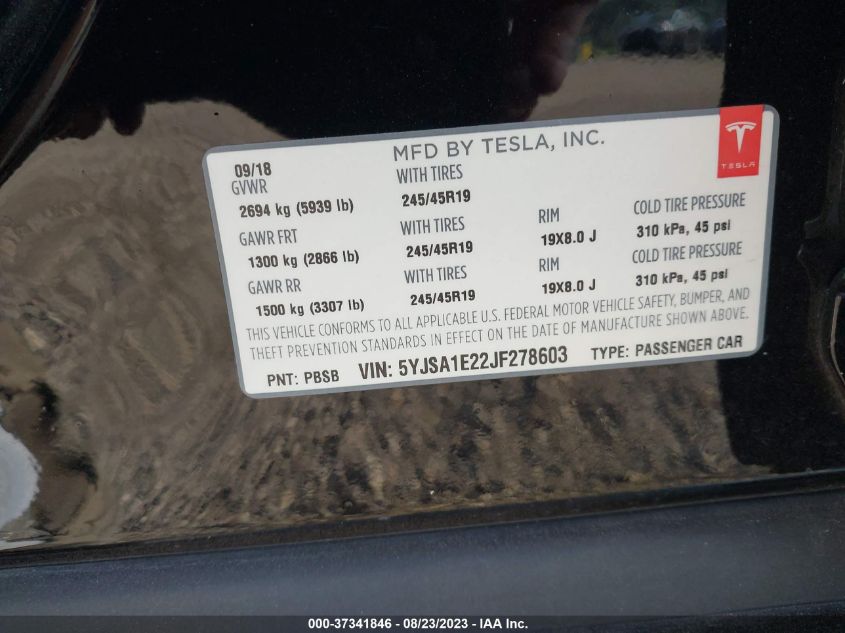 MFD BY TESLA, INC.
TESLA
09/18
GVWR WITH TIRES
2694 kg (5939 lb) 245/45R19
GAWR FRT WITH TIRES RIM COLD TIRE PRESSURE
1300 kg (2866 lb) 245/45R19 19X8.0 J 310 kPa, 45 psi
GAWR RR WITH TIRES RIM COLD TIRE PRESSURE
1500 kg (3307 lb) 245/45R19 19X8.0 J 310 kPa, 45 psi
THIS VEHICLE CONFORMS TO ALL APPLICABLE U.S. FEDERAL MOTOR VEHICLE SAFETY, BUMPER, AND
THEFT PREVENTION STANDARDS IN EFFECT ON THE DATE OF MANUFACTURE SHOWN ABOVE.
PNT: PBSB VIN: 5YJSA1E22JF278603 TYPE: PASSENGER CAR
000-37341846 / 08/23/2023 - IAA Inc.